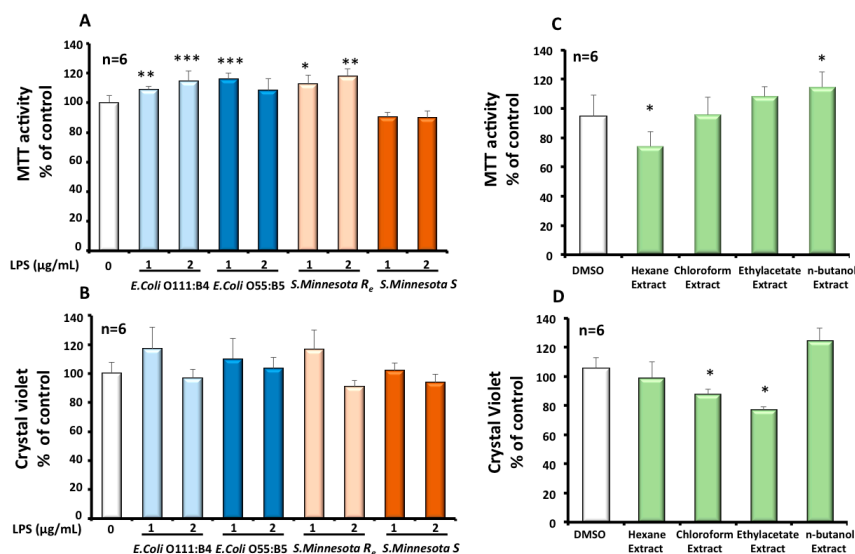 A
n=6
MTT activity
% of control
140
120
100
80
60
40
20
0
** *** *** * **
LPS (µg/mL)
0 1 2 1 2 1 2 1 2
E.Coli O111:B4 E.Coli O55:B5 S.Minnesota Re S.Minnesota S
B
n=6
Crystal violet
% of control
140
120
100
80
60
40
20
0
LPS (µg/mL)
0 1 2 1 2 1 2 1 2
E.Coli O111:B4 E.Coli O55:B5 S.Minnesota Re S.Minnesota S
C
n=6
MTT activity
% of control
140
120
100
80
60
40
20
0
* *
DMSO Hexane Chloroform Ethylacetate n-butanol
Extract Extract Extract Extract
D
n=6
Crystal Violet
% of control
140
120
100
80
60
40
20
0
* *
DMSO Hexane Chloroform Ethylacetate n-butanol
Extract Extract Extract Extract